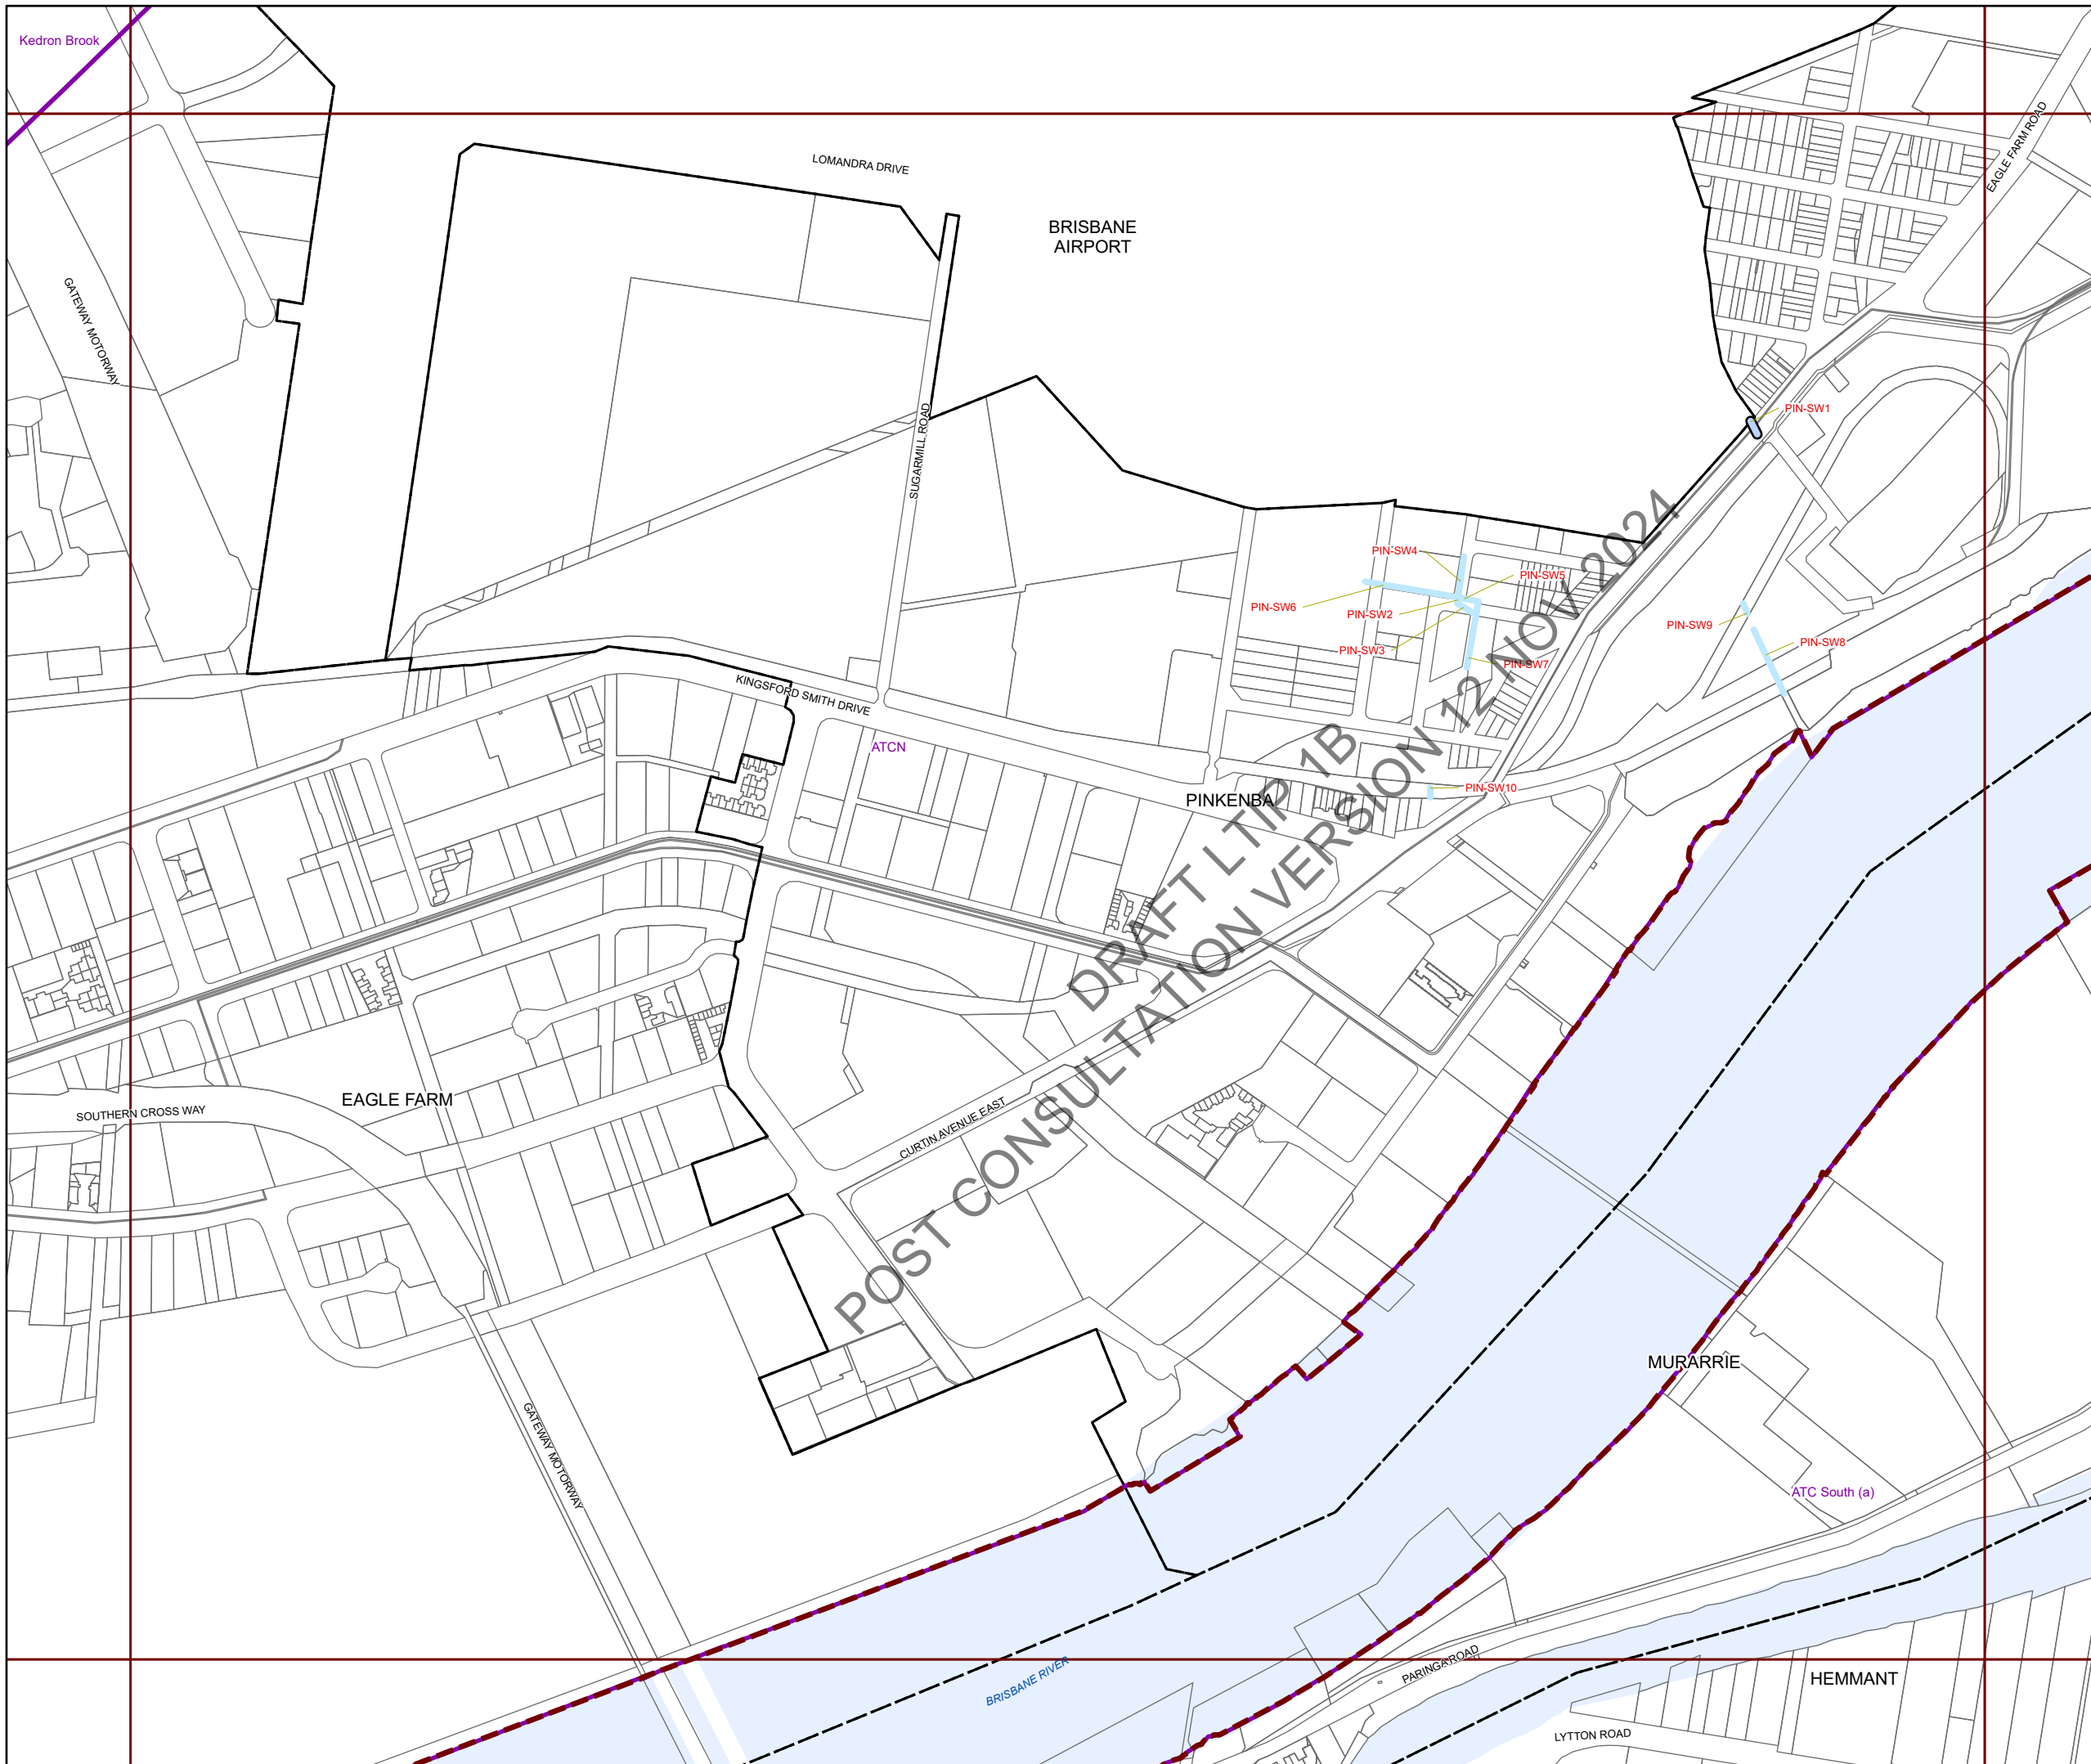 Kedron Brook
EAGLE FARM ROAD
LOMANDRA DRIVE
BRISBANE
AIRPORT
GATEWAY MOTORWAY
PIN-SW1
SUGARMILL ROAD
PIN-SW4
PIN-SW5
PIN-SW6
PIN-SW2
PIN-SW9
PIN-SW8
PIN-SW3
PIN-SW7
KINGSFORD SMITH DRIVE
ATCN
PIN-SW10
PINKENBA
DRAFT LTIP 1B
POST CONSULTATION VERSION 12 NOV 2024
EAGLE FARM
SOUTHERN CROSS WAY
CURTIN AVENUE EAST
MURARRIE
GATEWAY MOTORWAY
ATC South (a)
PARINGA ROAD
BRISBANE RIVER
HEMMANT
LYTTON ROAD